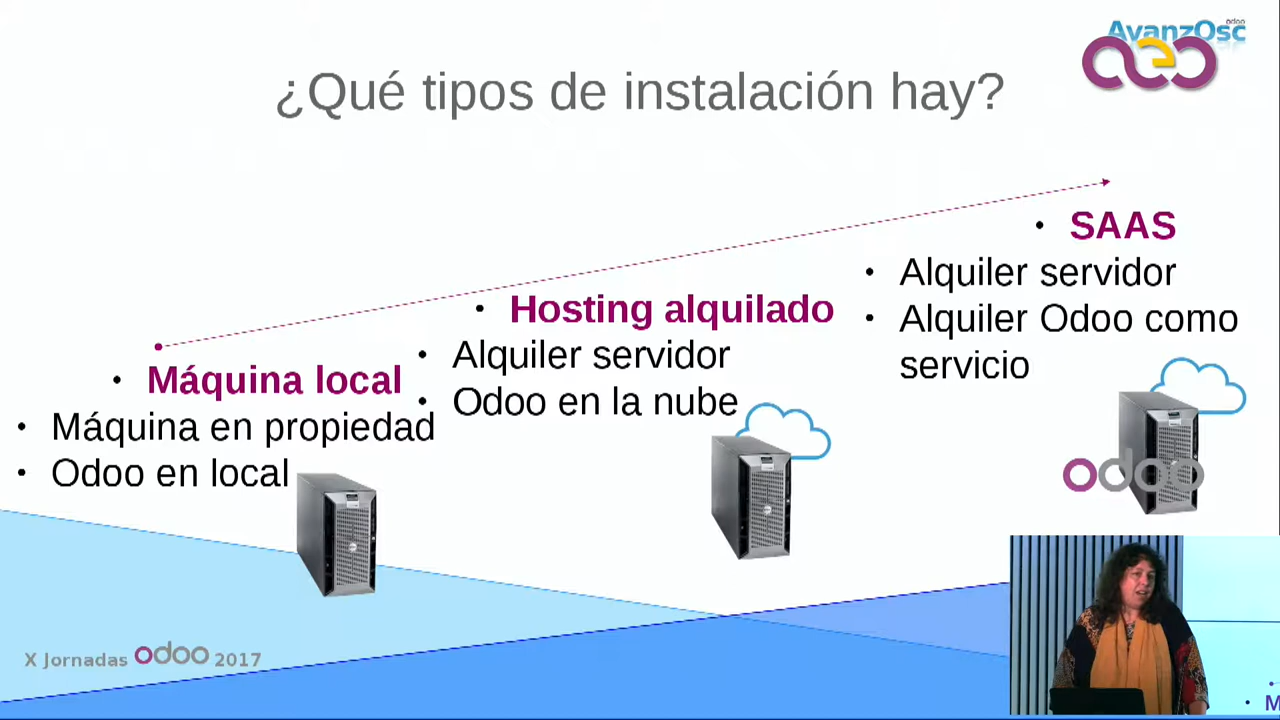 odoo
AvanzOsc
aeo
¿Qué tipos de instalación hay?
• SAAS
• Alquiler servidor
• Alquiler Odoo como
servicio
• Hosting alquilado
• Alquiler servidor
• Odoo en la nube
• Máquina local
• Máquina en propiedad
• Odoo en local
odoo
X Jornadas odoo 2017
• M